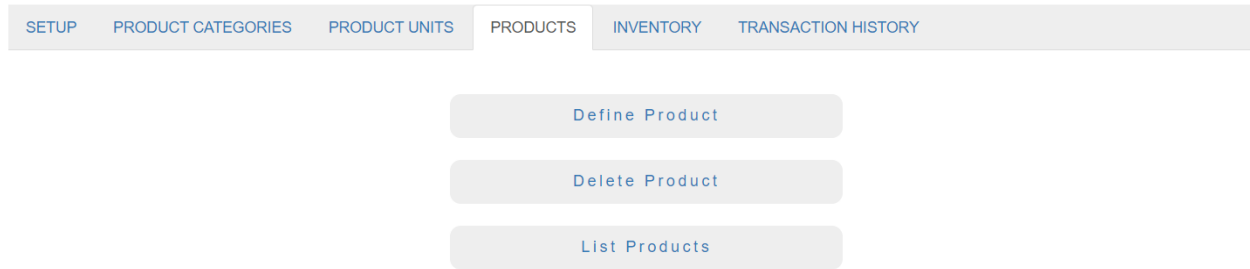 SETUP PRODUCT CATEGORIES PRODUCT UNITS PRODUCTS INVENTORY TRANSACTION HISTORY
Define Product
Delete Product
List Products